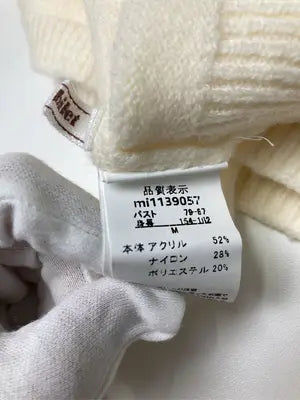 品質表示
mi1139057
バスト 79-87
身長 154-162
M
本体 アクリル 52%
ナイロン 28%
ポリエステル 20%